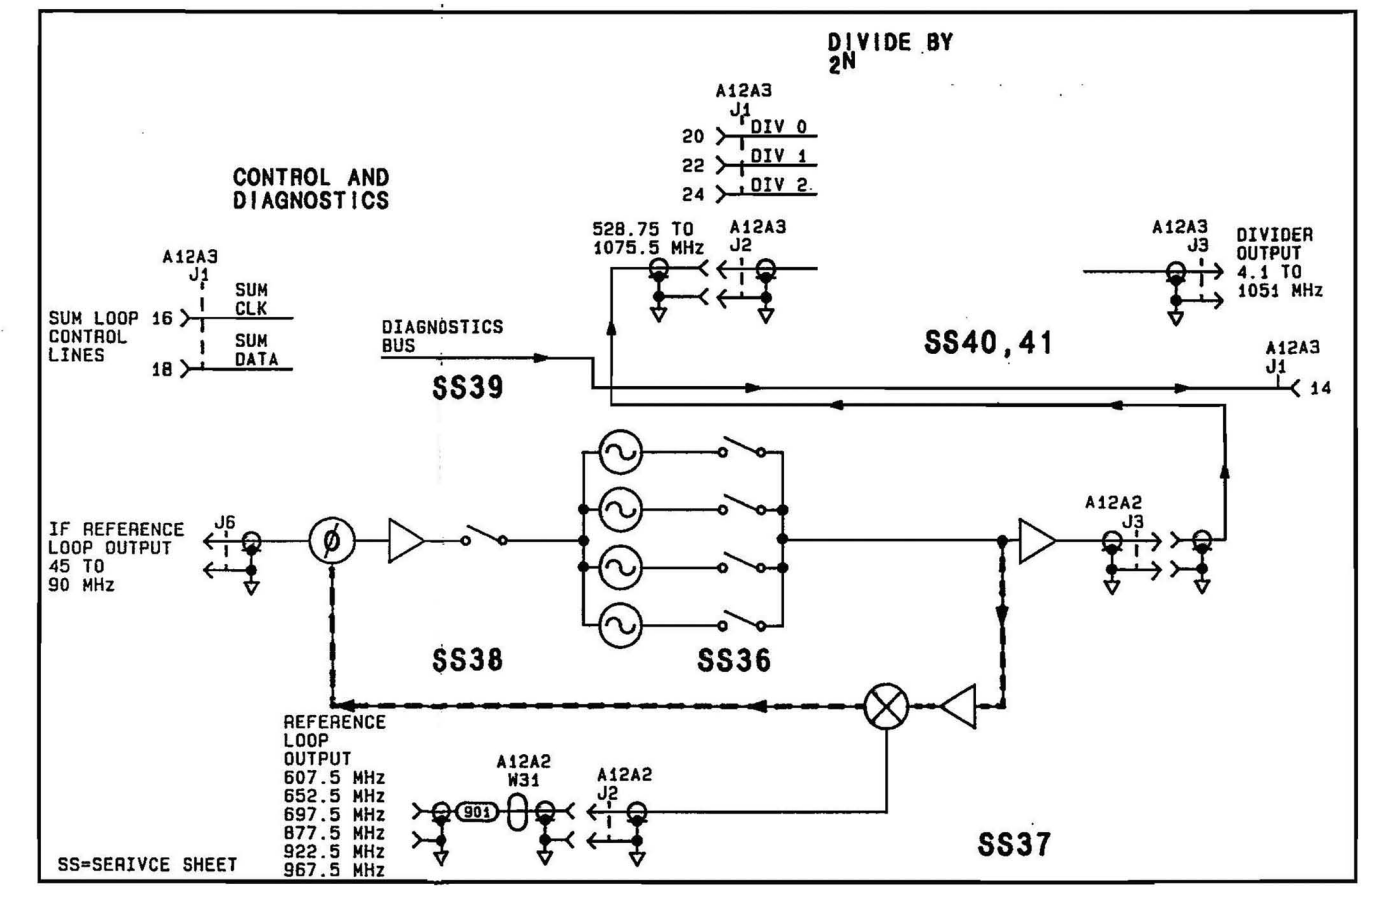 DIVIDE BY
2N
A12A3
J1
20 DIV 0
22 DIV 1
24 DIV 2
CONTROL AND
DIAGNOSTICS
528.75 TO
1075.5 MHz
A12A3
J2
A12A3
J3
DIVIDER
OUTPUT
4.1 TO
1051 MHz
A12A3
J1
SUM LOOP
CONTROL
LINES
16
SUM
CLK
18
SUM
DATA
DIAGNOSTICS
BUS
SS39
SS40,41
A12A3
J1
14
IF REFERENCE
LOOP OUTPUT
45 TO
90 MHz
J6
ø
A12A2
J3
SS38
SS36
REFERENCE
LOOP
OUTPUT
607.5 MHz
652.5 MHz
697.5 MHz
877.5 MHz
922.5 MHz
967.5 MHz
901
A12A2
W31
A12A2
J2
SS37
SS=SERIVCE SHEET